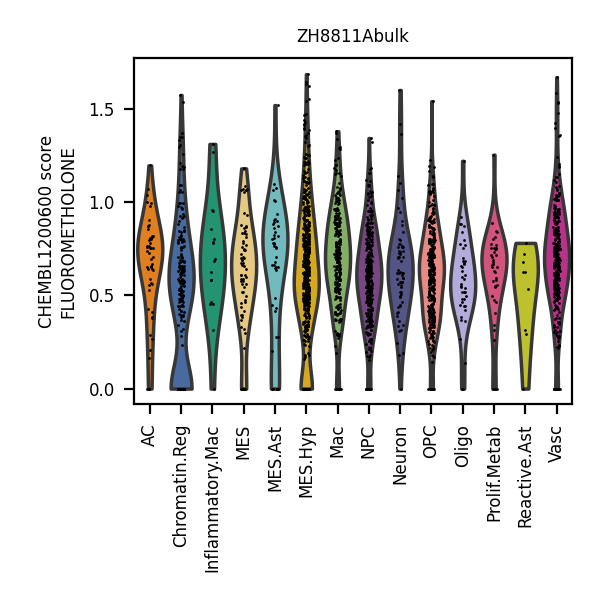 ZH8811Abulk
CHEMBL1200600 score
FLUOROMETHOLONE
1.5
1.0
0.5
0.0
AC
Chromatin.Reg
Inflammatory.Mac
MES
MES.Ast
MES.Hyp
Mac
NPC
Neuron
OPC
Oligo
Prolif.Metab
Reactive.Ast
Vasc